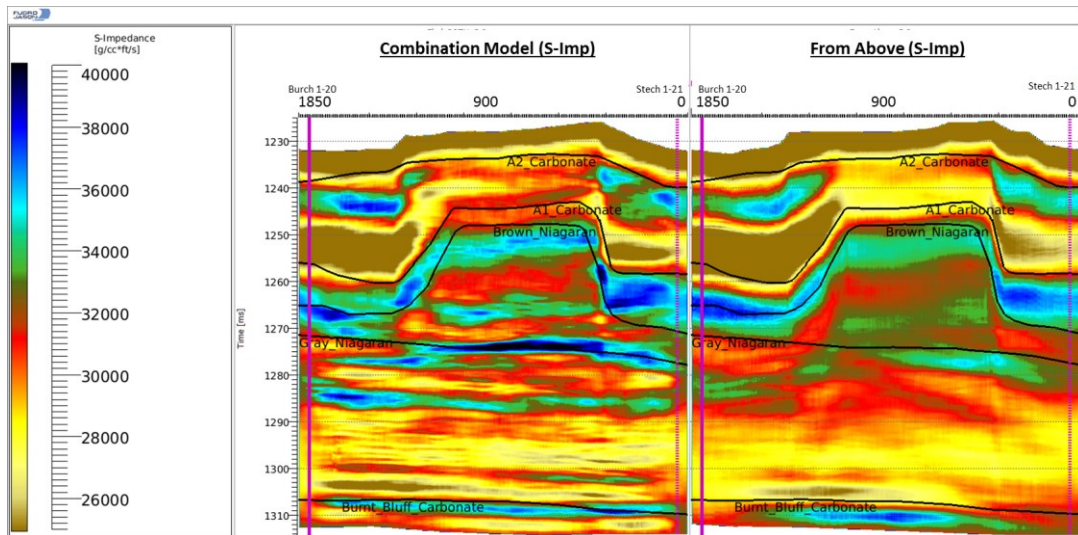 FUGRO
JASON
S-Impedance
[g/cc*ft/s]
40000
38000
36000
34000
32000
30000
28000
26000
Time [ms]
Combination Model (S-Imp)
Burch 1-20
Stech 1-21
1850
900
0
1230
1240
1250
1260
1270
1280
1290
1300
1310
A2_Carbonate
A1_Carbonate
Brown_Niagaran
Gray_Niagaran
Burnt_Bluff_Carbonate
From Above (S-Imp)
Burch 1-20
Stech 1-21
1850
900
0
A2_Carbonate
A1_Carbonate
Brown_Niagaran
Gray_Niagaran
Burnt_Bluff_Carbonate